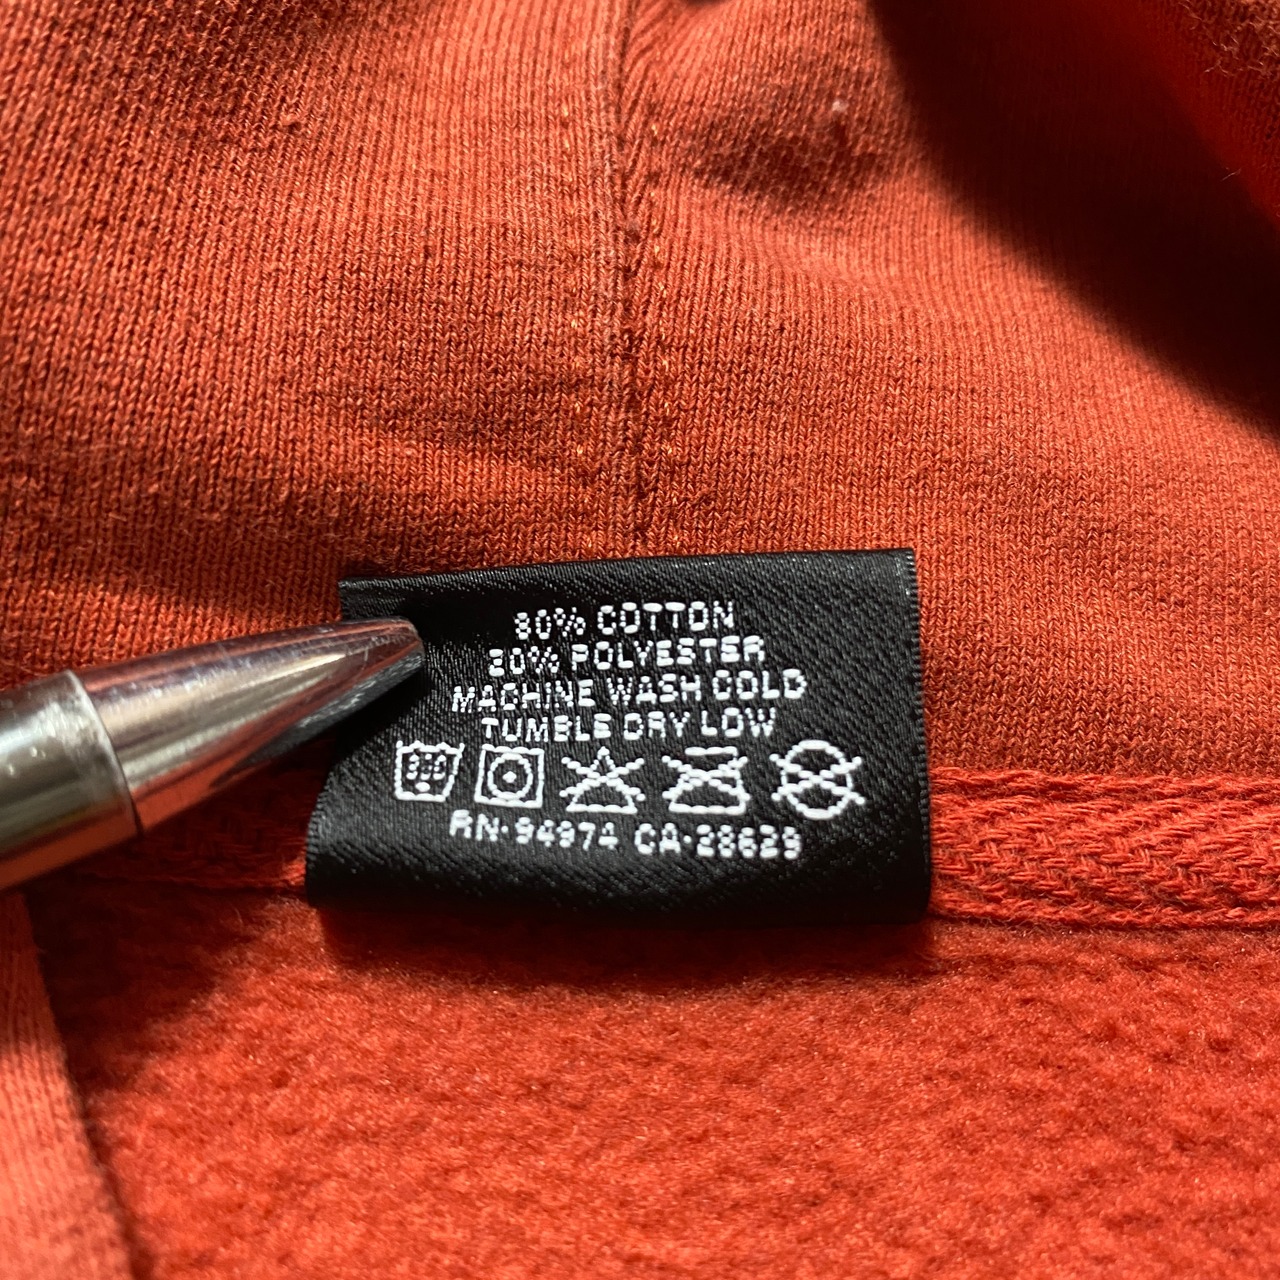 80% COTTON
20% POLYESTER
MACHINE WASH COLD
TUMBLE DRY LOW
RN·94974 CA·28629